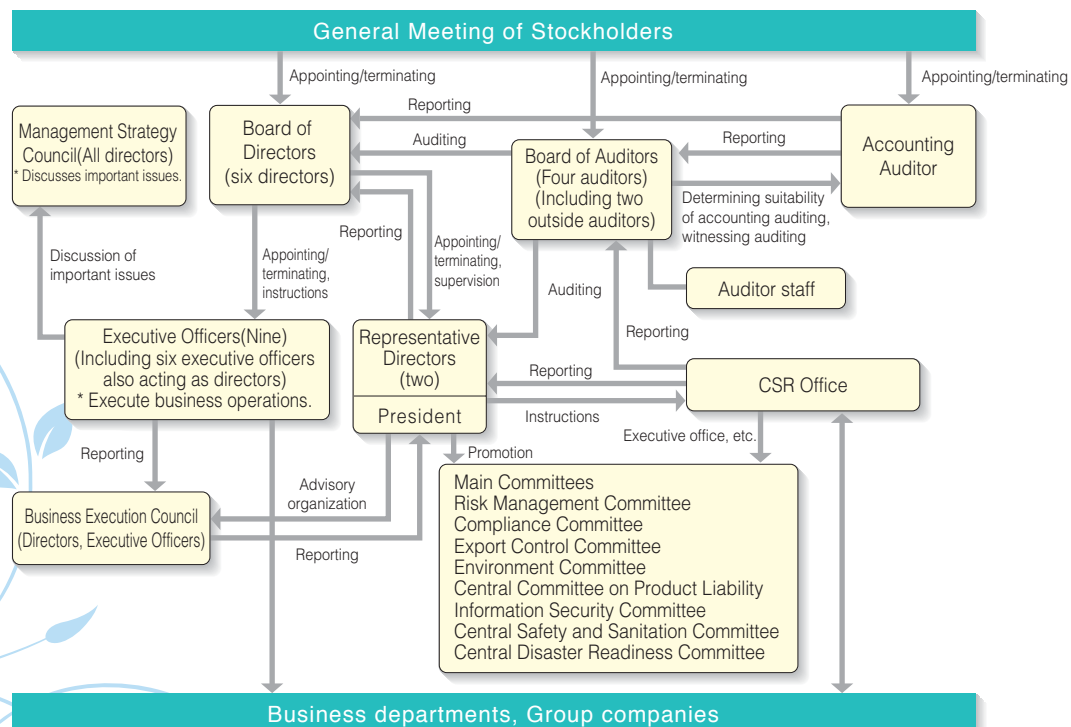 General Meeting of Stockholders
Appointing/terminating
Appointing/terminating
Appointing/terminating
Management Strategy
Council(All directors)
* Discusses important issues.
Board of
Directors
(six directors)
Reporting
Auditing
Board of Auditors
(Four auditors)
(Including two
outside auditors)
Reporting
Accounting
Auditor
Determining suitability
of accounting auditing,
witnessing auditing
Discussion of
important issues
Appointing/
terminating,
instructions
Reporting
Appointing/
terminating,
supervision
Auditing
Auditor staff
Reporting
Executive Officers(Nine)
(Including six executive officers
also acting as directors)
* Execute business operations.
Representative
Directors
(two)
President
Reporting
Instructions
CSR Office
Executive office, etc.
Reporting
Promotion
Advisory
organization
Business Execution Council
(Directors, Executive Officers)
Reporting
Main Committees
Risk Management Committee
Compliance Committee
Export Control Committee
Environment Committee
Central Committee on Product Liability
Information Security Committee
Central Safety and Sanitation Committee
Central Disaster Readiness Committee
Business departments, Group companies